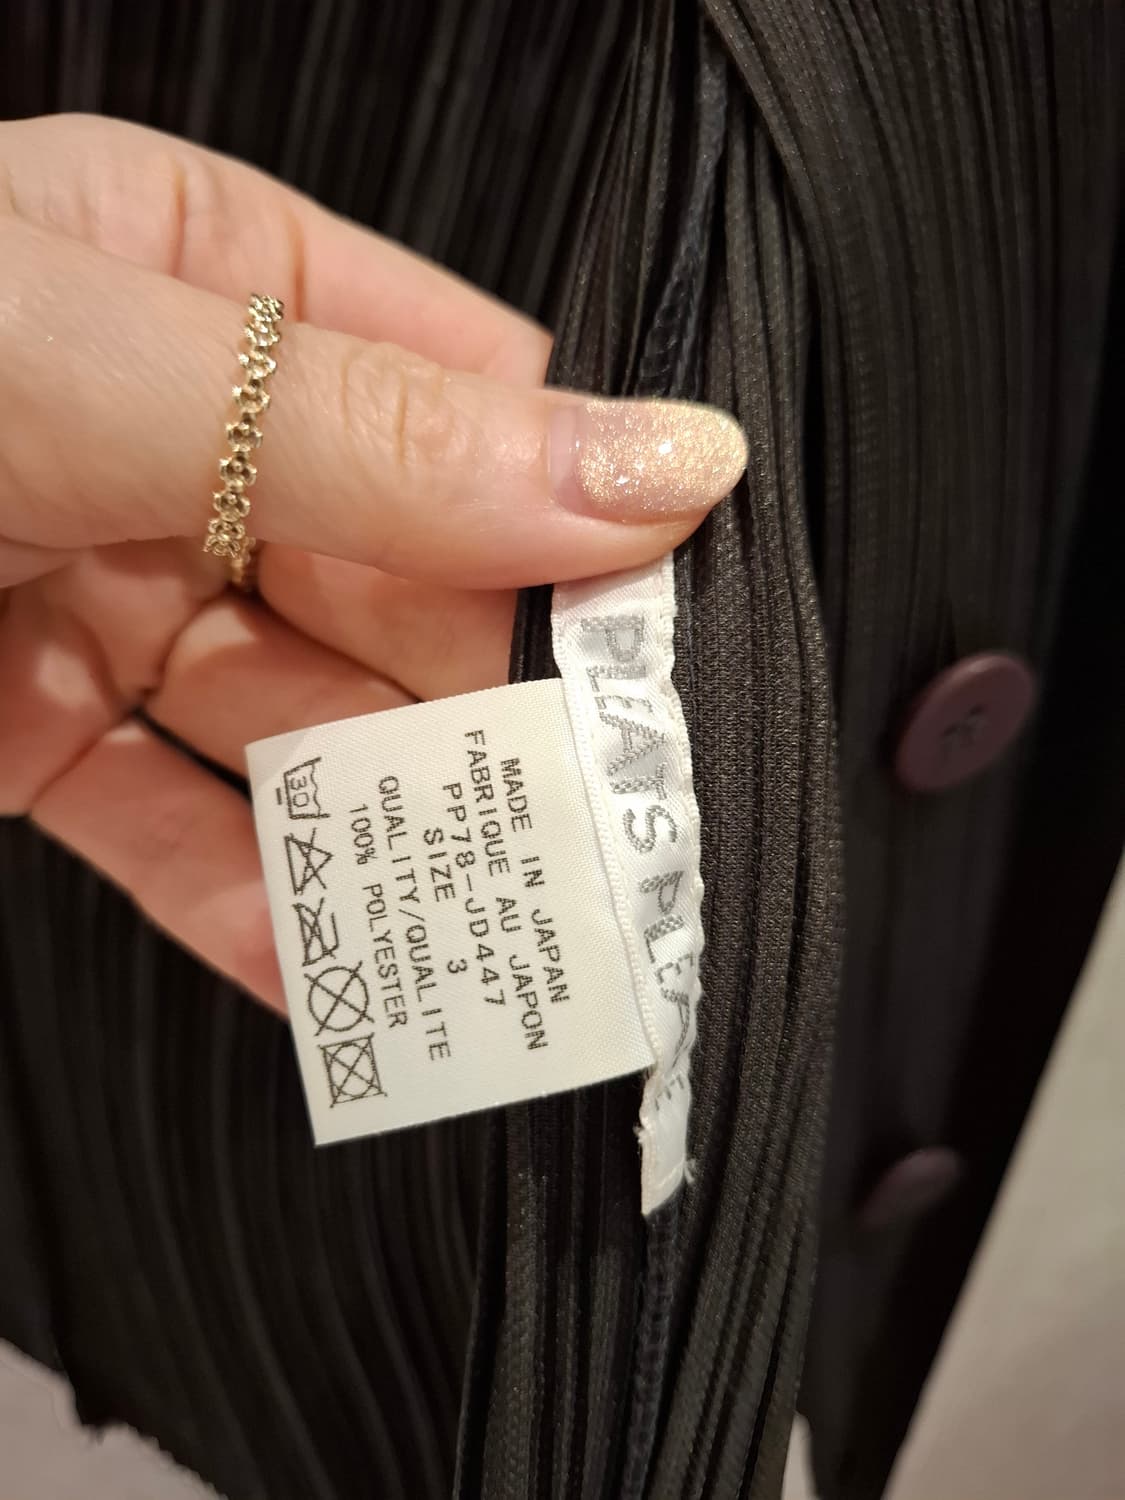 PLEATS PLEASE
MADE IN JAPAN
FABRIQUE AU JAPON
PP78-JD447
SIZE 3
QUALITY/QUALITE
100% POLYESTER
30